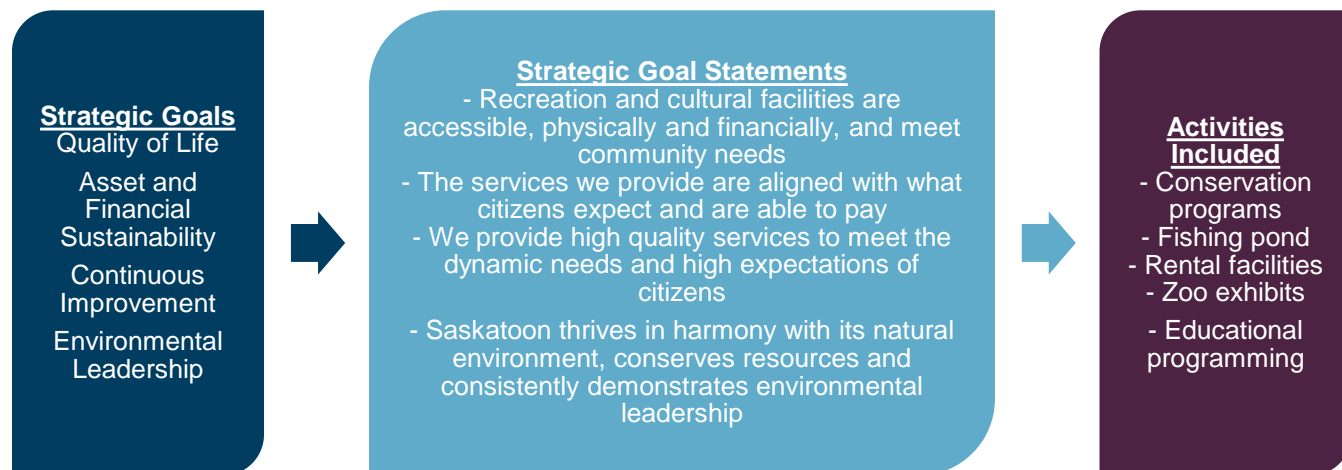 Strategic Goals
Quality of Life
Asset and
Financial
Sustainability
Continuous
Improvement
Environmental
Leadership
Strategic Goal Statements
- Recreation and cultural facilities are
accessible, physically and financially, and meet
community needs
- The services we provide are aligned with what
citizens expect and are able to pay
- We provide high quality services to meet the
dynamic needs and high expectations of
citizens
- Saskatoon thrives in harmony with its natural
environment, conserves resources and
consistently demonstrates environmental
leadership
Activities
Included
- Conservation
programs
- Fishing pond
- Rental facilities
- Zoo exhibits
- Educational
programming